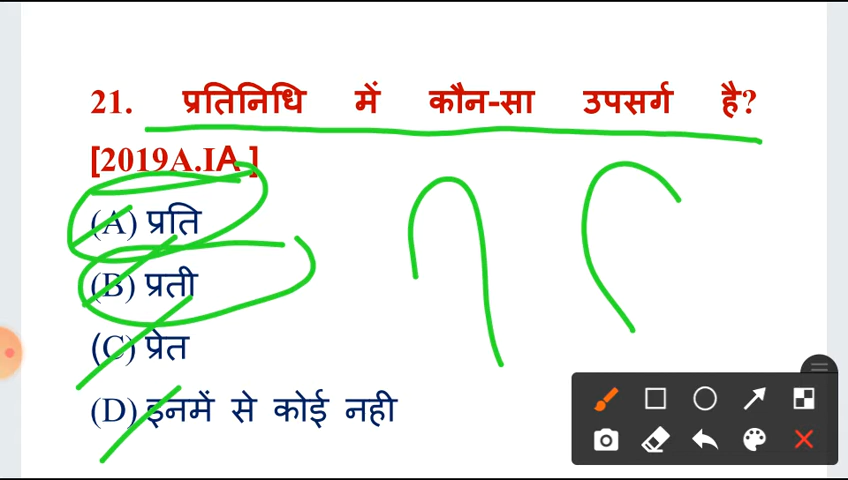 21. प्रतिनिधि में कौन-सा उपसर्ग है?
[2019A.IA]
(A) प्रति
(B) प्रती
(C) प्रेत
(D) इनमें से कोई नही